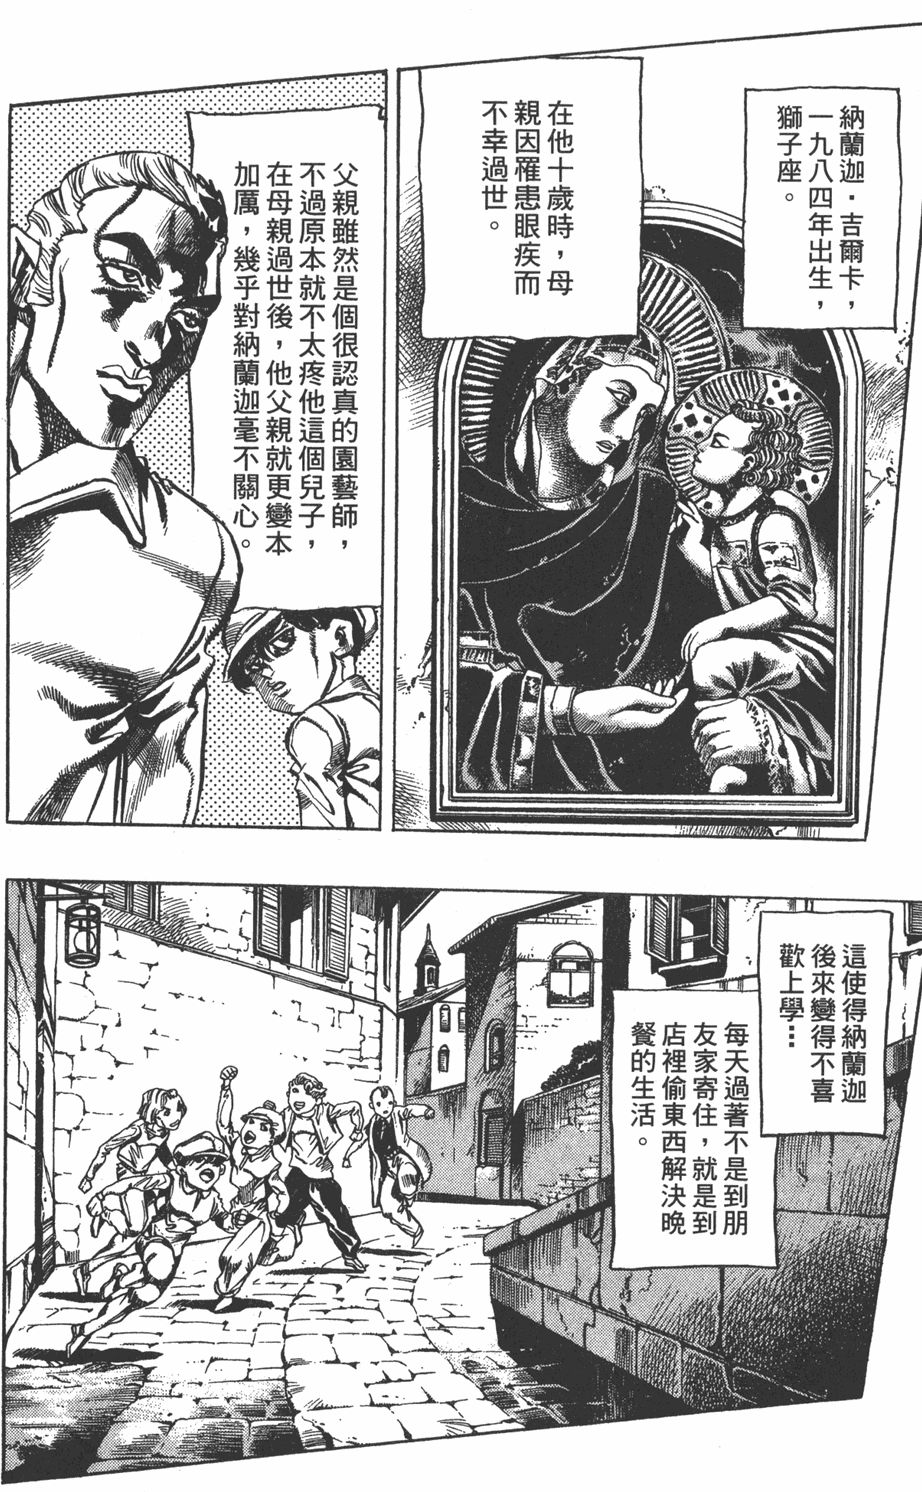 納蘭迦·吉爾卡，
一九八四年出生，
獅子座。
在他十歲時，母
親因罹患眼疾而
不幸過世。
父親雖然是個很認真的園藝師，
不過原本就不太疼他這個兒子，
在母親過世後，他父親就更變本
加厲，幾乎對納蘭迦毫不關心。
這使得納蘭迦
後來變得不喜
歡上學…
每天過著不是到朋
友家寄住，就是到
店裡偷東西解決晚
餐的生活。